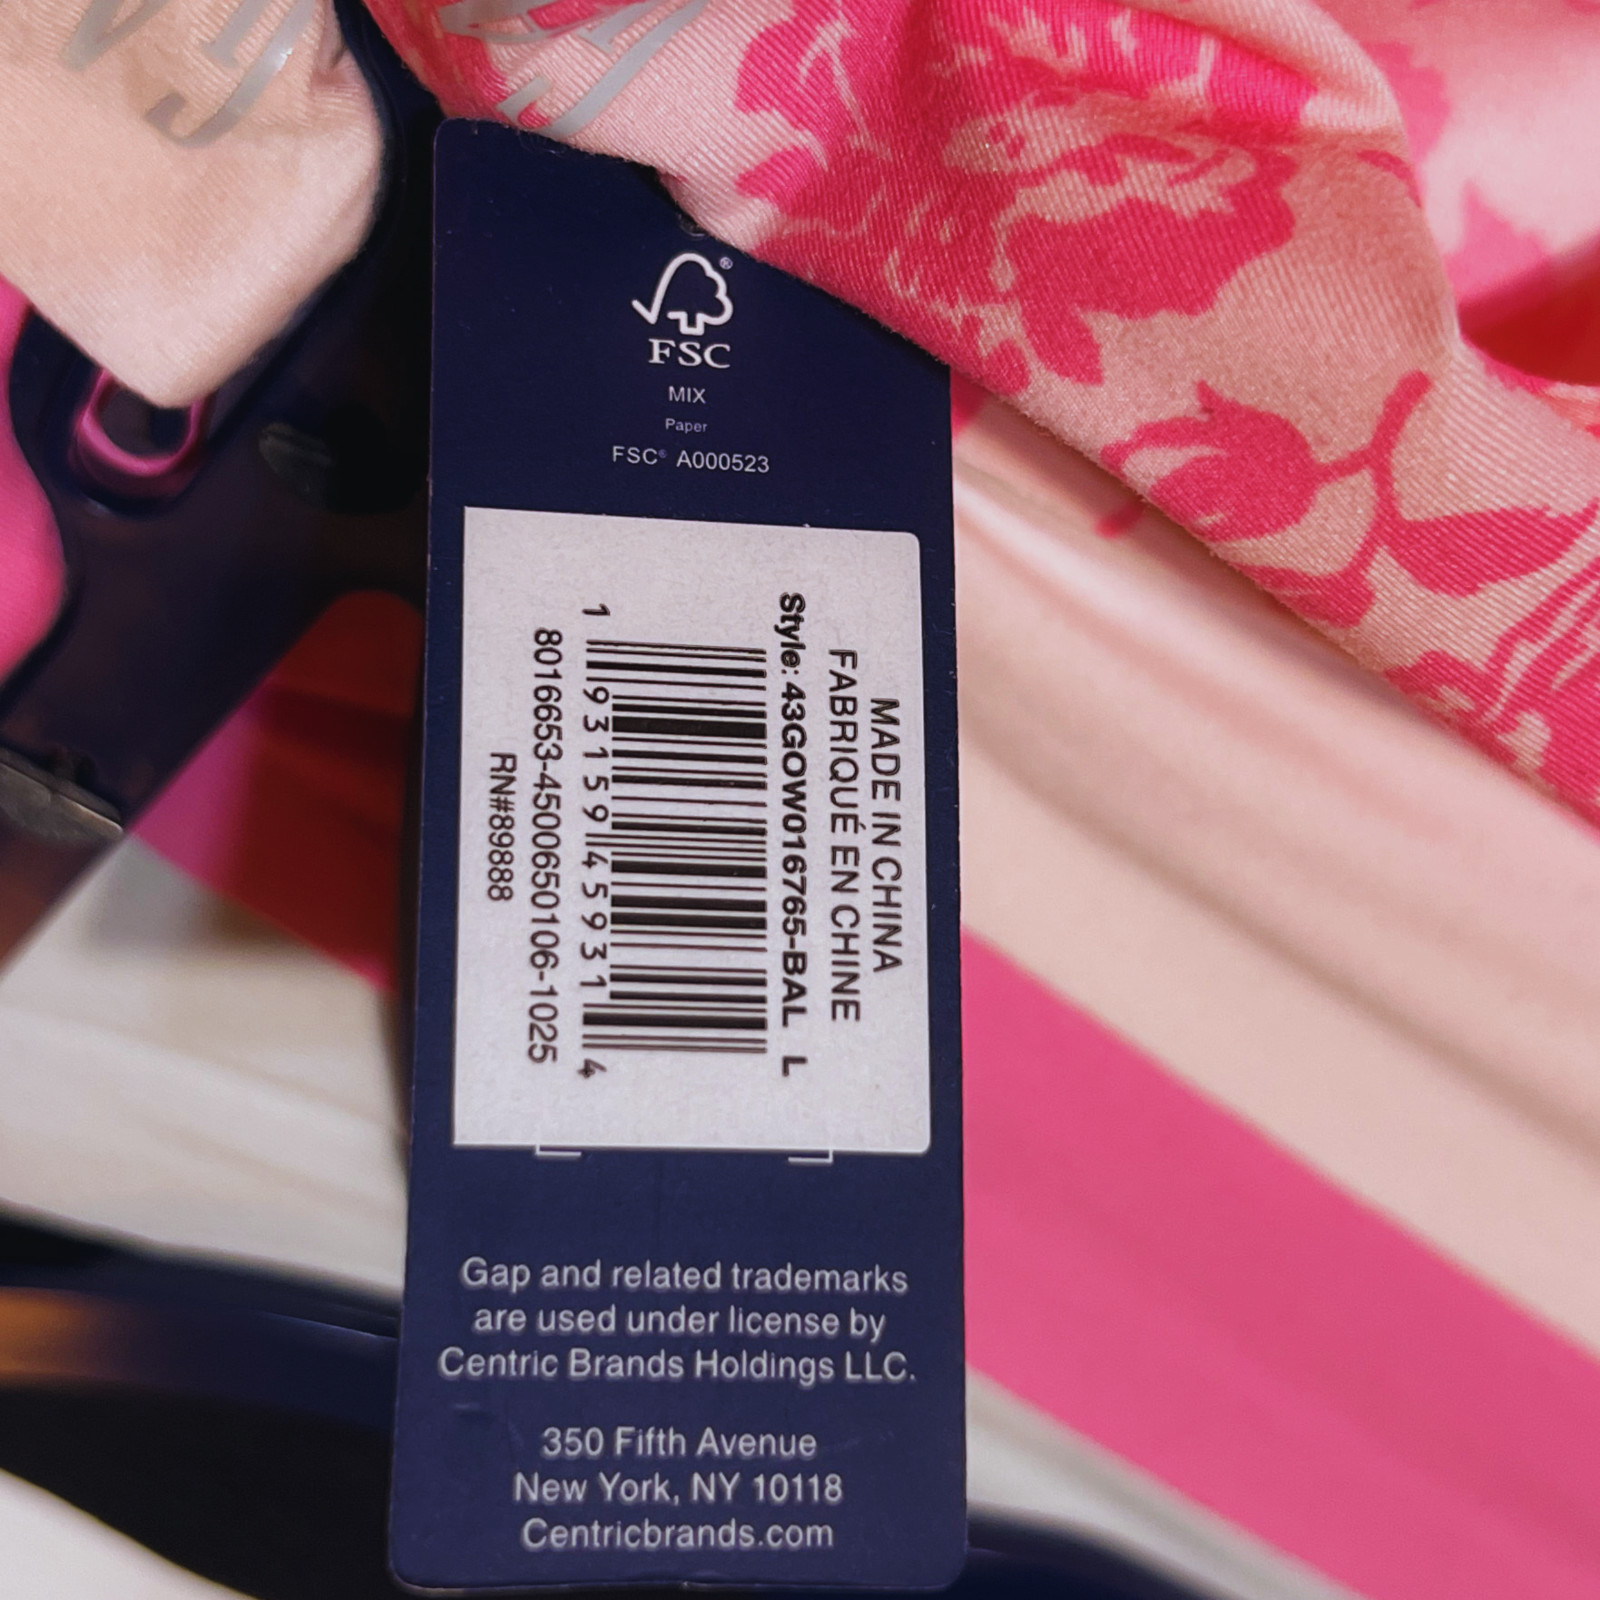 FSC®
MIX
Paper
FSC® A000523
MADE IN CHINA
FABRIQUÉ EN CHINE
Style: 43GOW016765-BAL L
1 93159 45931 4
8016653-4500650106-1025
RN#89888
Gap and related trademarks
are used under license by
Centric Brands Holdings LLC.
350 Fifth Avenue
New York, NY 10118
Centricbrands.com